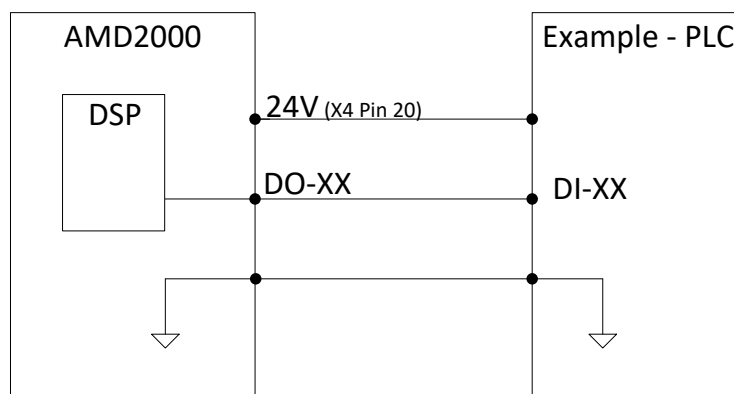 AMD2000
Example - PLC
DSP
24V (X4 Pin 20)
DO-XX
DI-XX